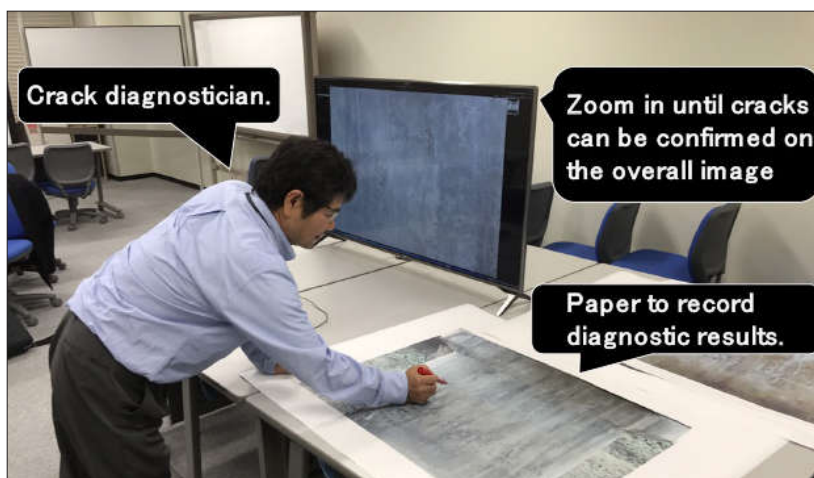 Crack diagnostician.
Zoom in until cracks
can be confirmed on
the overall image
Paper to record
diagnostic results.